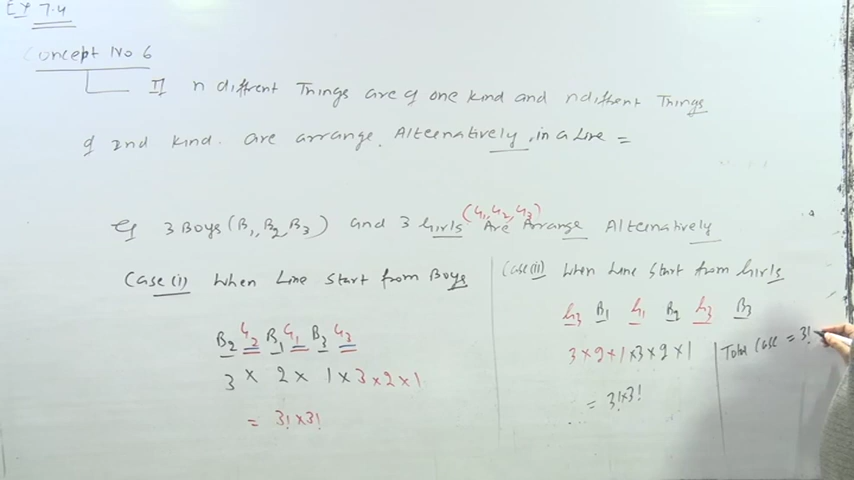 Ex 7.4
Concept No 6
If n diffrent Things are of one kind and n diffrent Things
of 2nd kind. are arrange. Alternatively, in a Line =
Eg 3 Boys (B1, B2 B3) and 3 Girls (G1, G2, G3) Are Arrange Alternatively
Case (i) When Line Start from Boys
B2 G2 B1 G1 B3 G3
3 × 2 × 1 × 3 × 2 × 1
= 3! × 3!
Case (ii) When Line Start from Girls
G3 B1 G1 B2 G3 B3
3 × 2 × 1 × 3 × 2 × 1
= 3! × 3!
Total Case = 3!